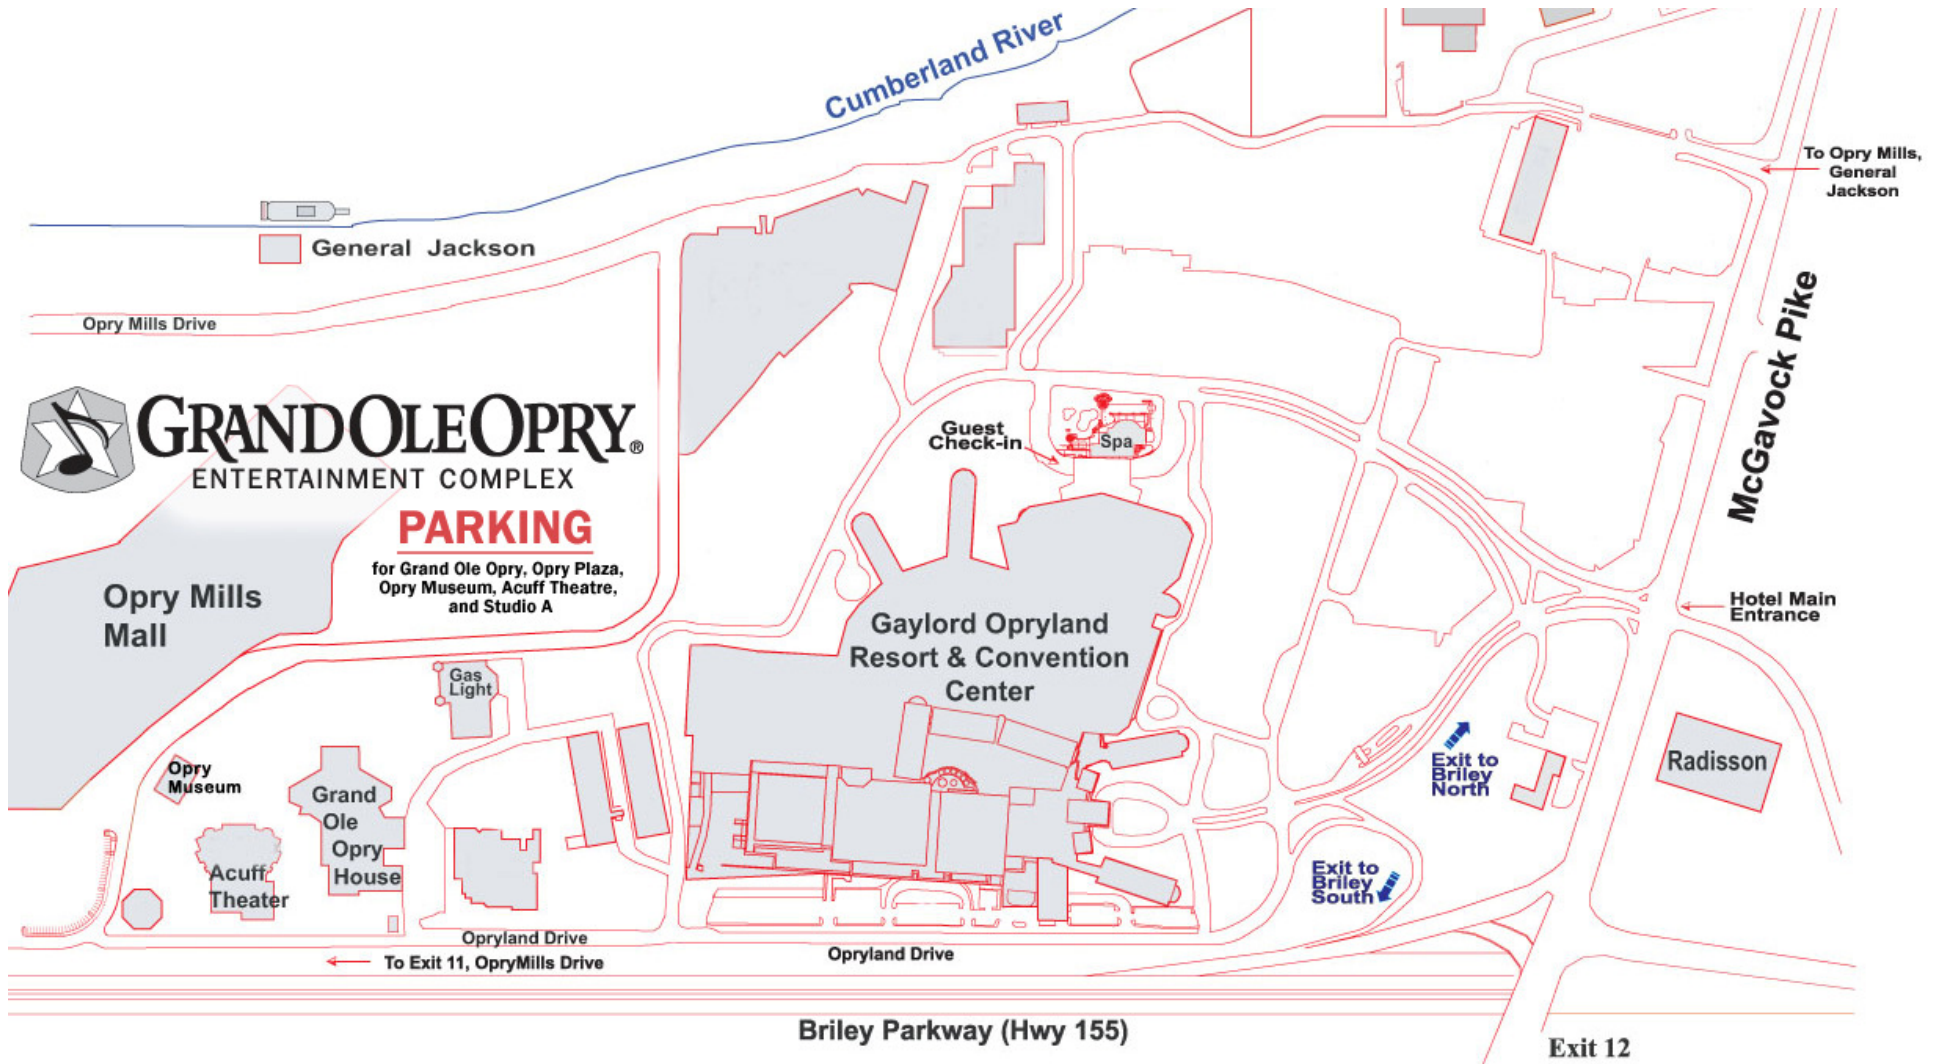 Cumberland River
To Opry Mills,
General
Jackson
General Jackson
Opry Mills Drive
McGavock Pike
GRAND OLE OPRY®
ENTERTAINMENT COMPLEX
PARKING
for Grand Ole Opry, Opry Plaza,
Opry Museum, Acuff Theatre,
and Studio A
Guest
Check-in
Spa
Opry Mills
Mall
Gaylord Opryland
Resort & Convention
Center
Hotel Main
Entrance
Gas
Light
Opry
Museum
Grand
Ole
Opry
House
Acuff
Theater
Exit to
Briley
North
Radisson
Exit to
Briley
South
Opryland Drive
To Exit 11, OpryMills Drive
Opryland Drive
Briley Parkway (Hwy 155)
Exit 12